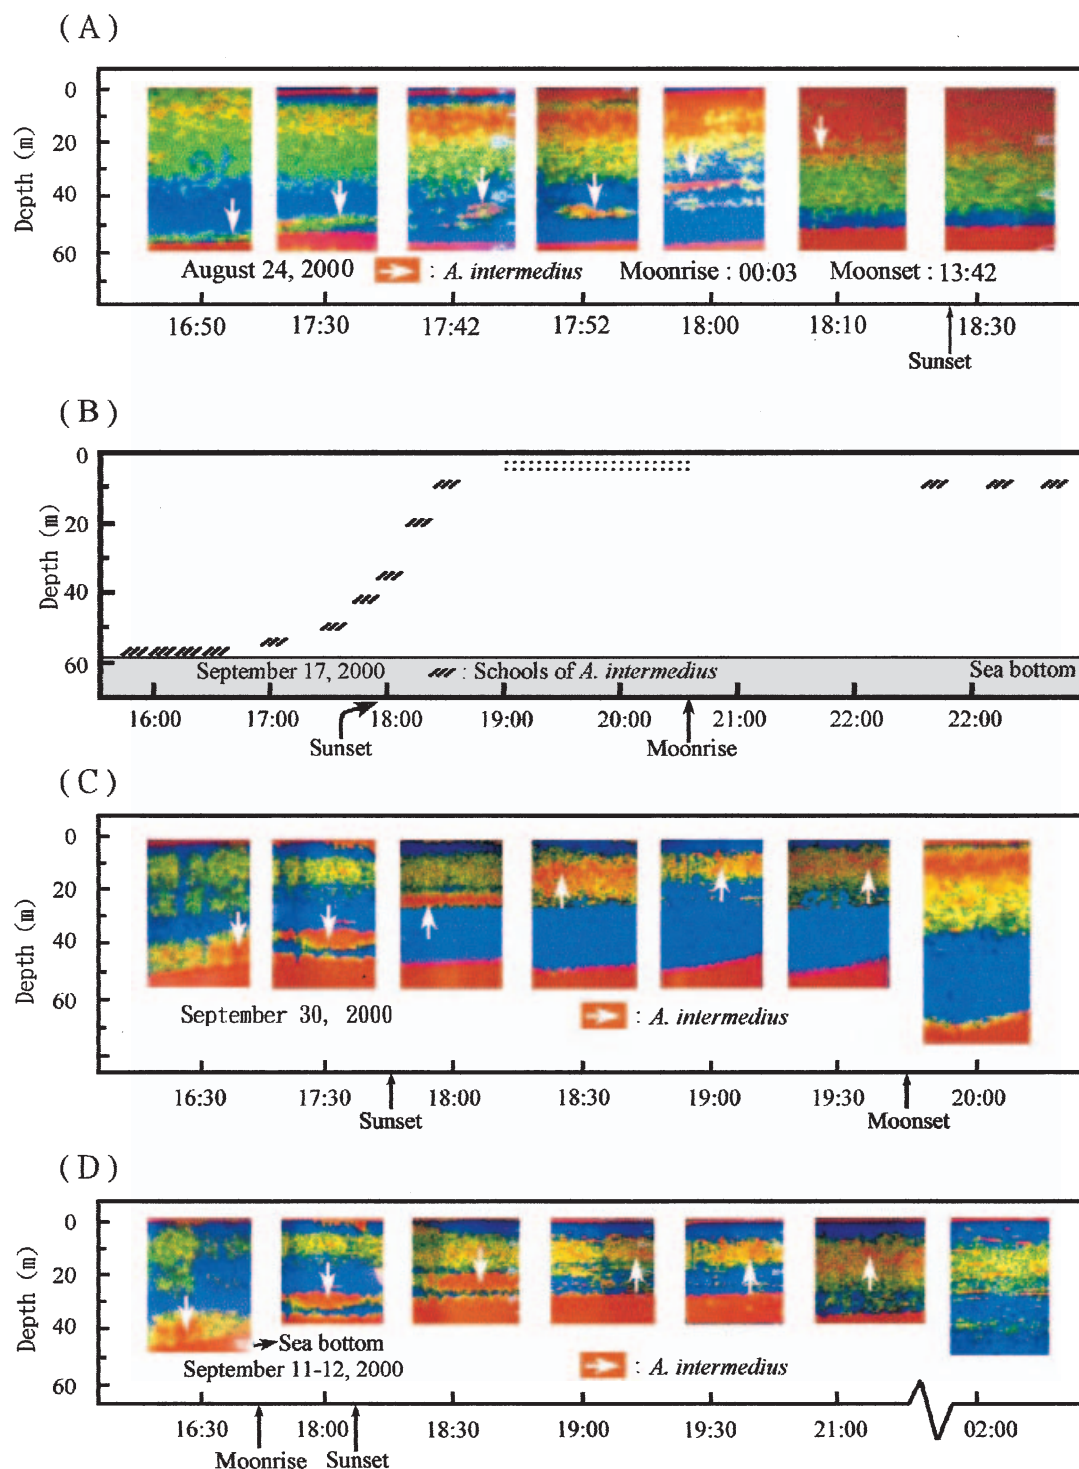 (A)
0
20
40
60
Depth (m)
August 24, 2000 : A. intermedius Moonrise : 00:03 Moonset : 13:42
16:50 17:30 17:42 17:52 18:00 18:10 18:30
Sunset
(B)
0
20
40
60
Depth (m)
September 17, 2000 : Schools of A. intermedius Sea bottom
16:00 17:00 18:00 19:00 20:00 21:00 22:00 22:00
Sunset Moonrise
(C)
0
20
40
60
Depth (m)
September 30, 2000 : A. intermedius
16:30 17:30 18:00 18:30 19:00 19:30 20:00
Sunset Moonset
(D)
0
20
40
60
Depth (m)
Sea bottom
September 11-12, 2000 : A. intermedius
16:30 18:00 18:30 19:00 19:30 21:00 02:00
Moonrise Sunset